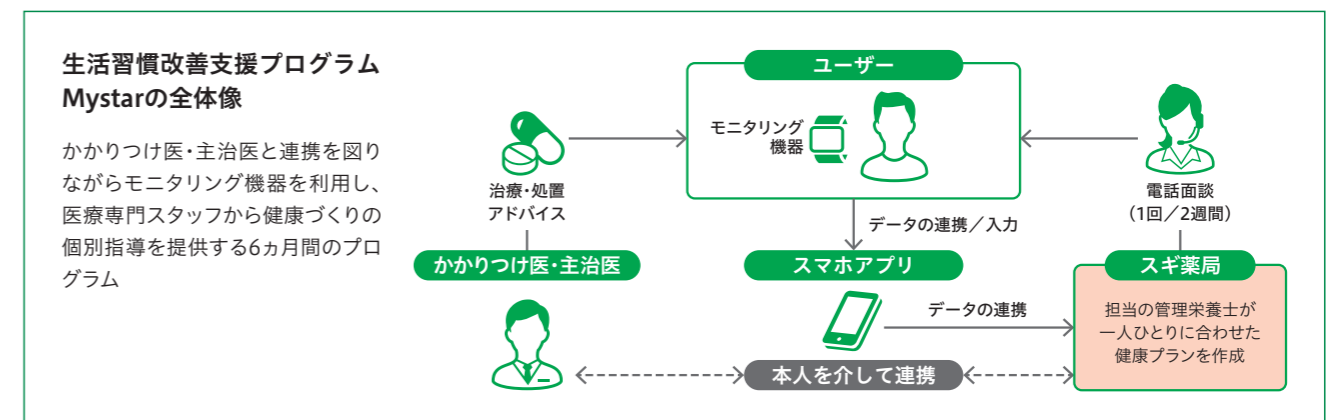 生活習慣改善支援プログラム
Mystarの全体像
かかりつけ医・主治医と連携を図り
ながらモニタリング機器を利用し、
医療専門スタッフから健康づくりの
個別指導を提供する6ヵ月間のプロ
グラム
ユーザー
モニタリング
機器
治療・処置
アドバイス
電話面談
（1回／2週間）
データの連携／入力
かかりつけ医・主治医
スマホアプリ
スギ薬局
データの連携
担当の管理栄養士が
一人ひとりに合わせた
健康プランを作成
本人を介して連携